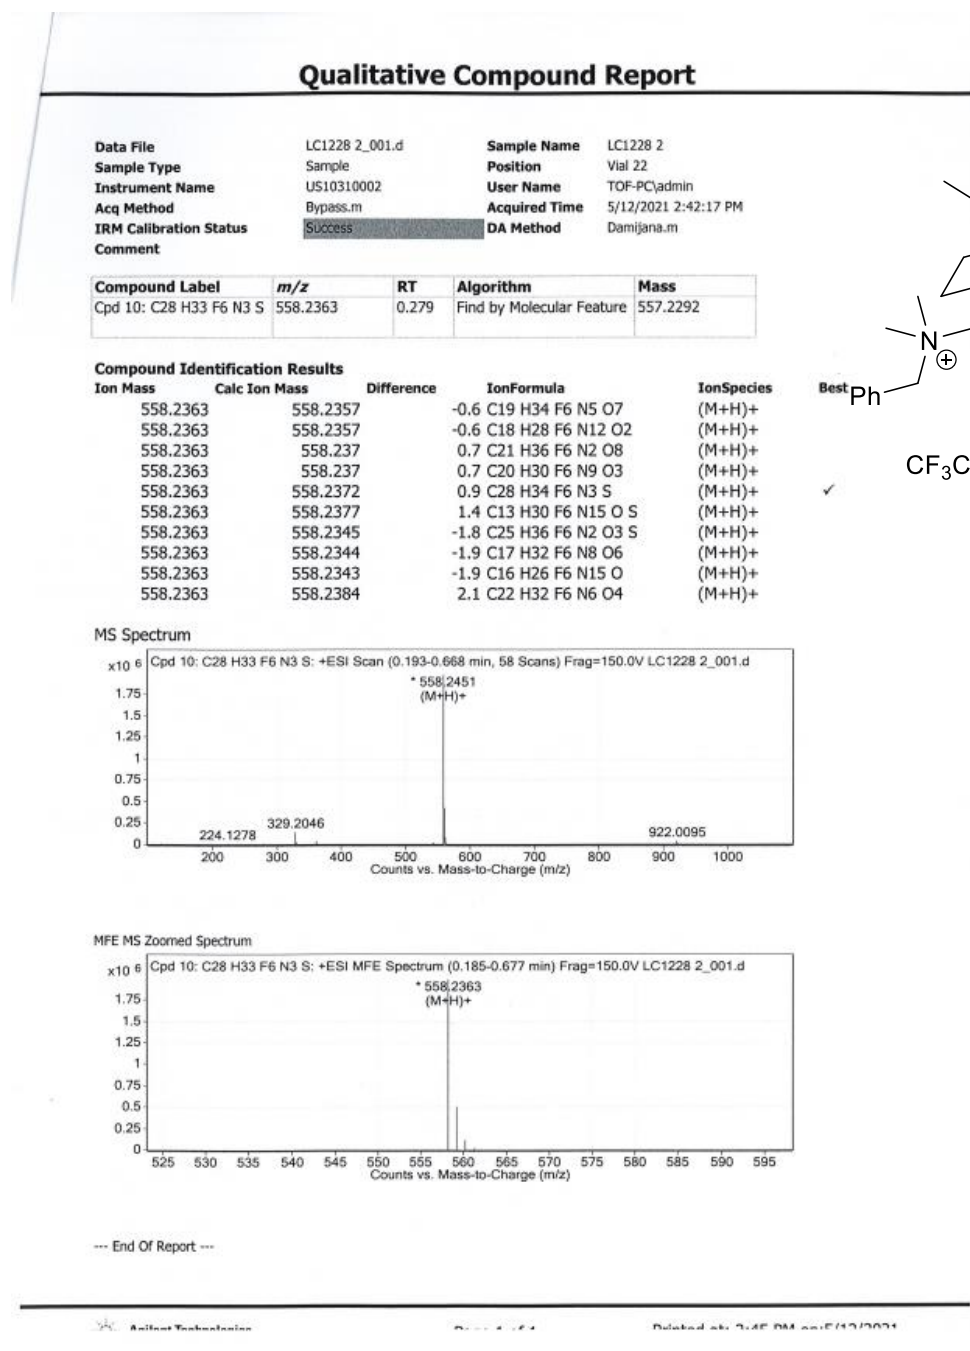 Qualitative Compound Report
Data File LC1228 2_001.d Sample Name LC1228 2
Sample Type Sample Position Vial 22
Instrument Name US10310002 User Name TOF-PC\admin
Acq Method Bypass.m Acquired Time 5/12/2021 2:42:17 PM
IRM Calibration Status Success DA Method Damijana.m
Comment
Compound Label m/z RT Algorithm Mass
Cpd 10: C28 H33 F6 N3 S 558.2363 0.279 Find by Molecular Feature 557.2292
Compound Identification Results
Ion Mass Calc Ion Mass Difference IonFormula IonSpecies Best
558.2363 558.2357 -0.6 C19 H34 F6 N5 O7 (M+H)+
558.2363 558.2357 -0.6 C18 H28 F6 N12 O2 (M+H)+
558.2363 558.237 0.7 C21 H36 F6 N2 O8 (M+H)+
558.2363 558.237 0.7 C20 H30 F6 N9 O3 (M+H)+
558.2363 558.2372 0.9 C28 H34 F6 N3 S (M+H)+ ✓
558.2363 558.2377 1.4 C13 H30 F6 N15 O S (M+H)+
558.2363 558.2345 -1.8 C25 H36 F6 N2 O3 S (M+H)+
558.2363 558.2344 -1.9 C17 H32 F6 N8 O6 (M+H)+
558.2363 558.2343 -1.9 C16 H26 F6 N15 O (M+H)+
558.2363 558.2384 2.1 C22 H32 F6 N6 O4 (M+H)+
N
⊕
Ph
CF₃C
MS Spectrum
x10 6 Cpd 10: C28 H33 F6 N3 S: +ESI Scan (0.193-0.668 min, 58 Scans) Frag=150.0V LC1228 2_001.d
* 558.2451
(M+H)+
1.75
1.5
1.25
1
0.75
0.5
0.25
0
224.1278 329.2046 922.0095
200 300 400 500 600 700 800 900 1000
Counts vs. Mass-to-Charge (m/z)
MFE MS Zoomed Spectrum
x10 6 Cpd 10: C28 H33 F6 N3 S: +ESI MFE Spectrum (0.185-0.677 min) Frag=150.0V LC1228 2_001.d
* 558.2363
(M+H)+
1.75
1.5
1.25
1
0.75
0.5
0.25
0
525 530 535 540 545 550 555 560 565 570 575 580 585 590 595
Counts vs. Mass-to-Charge (m/z)
--- End Of Report ---
Agilent Technologies Page 1 of 1 Printed at: 2:45 PM on:5/12/2021